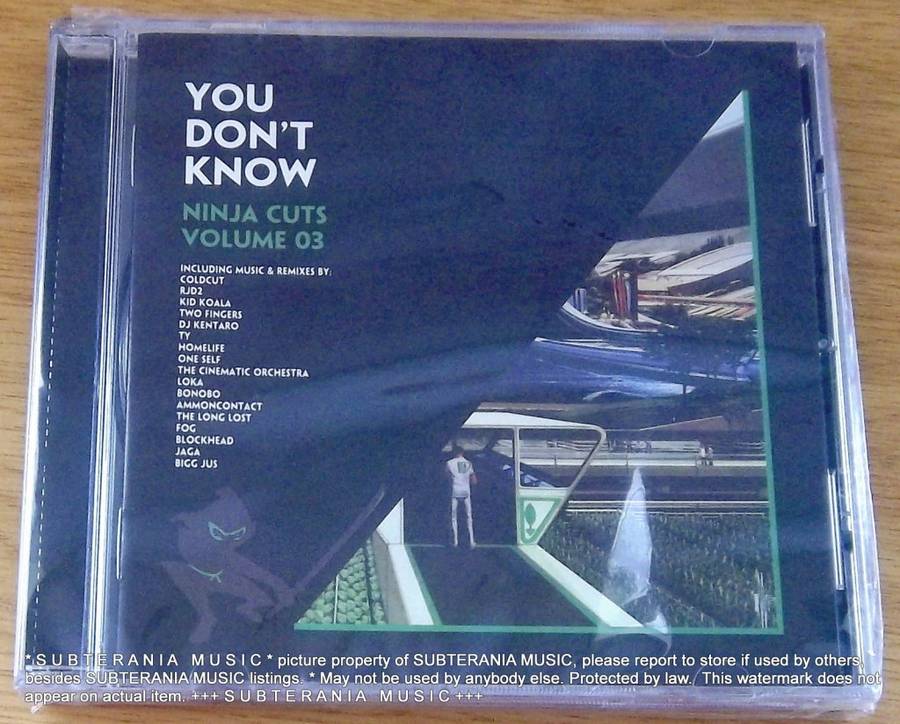 YOU
DON'T
KNOW
NINJA CUTS
VOLUME 03
INCLUDING MUSIC & REMIXES BY:
COLDCUT
RJD2
KID KOALA
TWO FINGERS
DJ KENTARO
TY
HOMELIFE
ONE SELF
THE CINEMATIC ORCHESTRA
LOKA
BONOBO
AMMONCONTACT
THE LONG LOST
FOG
BLOCKHEAD
JAGA
BIGG JUS
*S U B T E R A N I A M U S I C * picture property of SUBTERANIA MUSIC, please report to store if used by others,
besides SUBTERANIA MUSIC listings. * May not be used by anybody else. Protected by law. This watermark does not
appear on actual item. +++ S U B T E R A N I A M U S I C +++